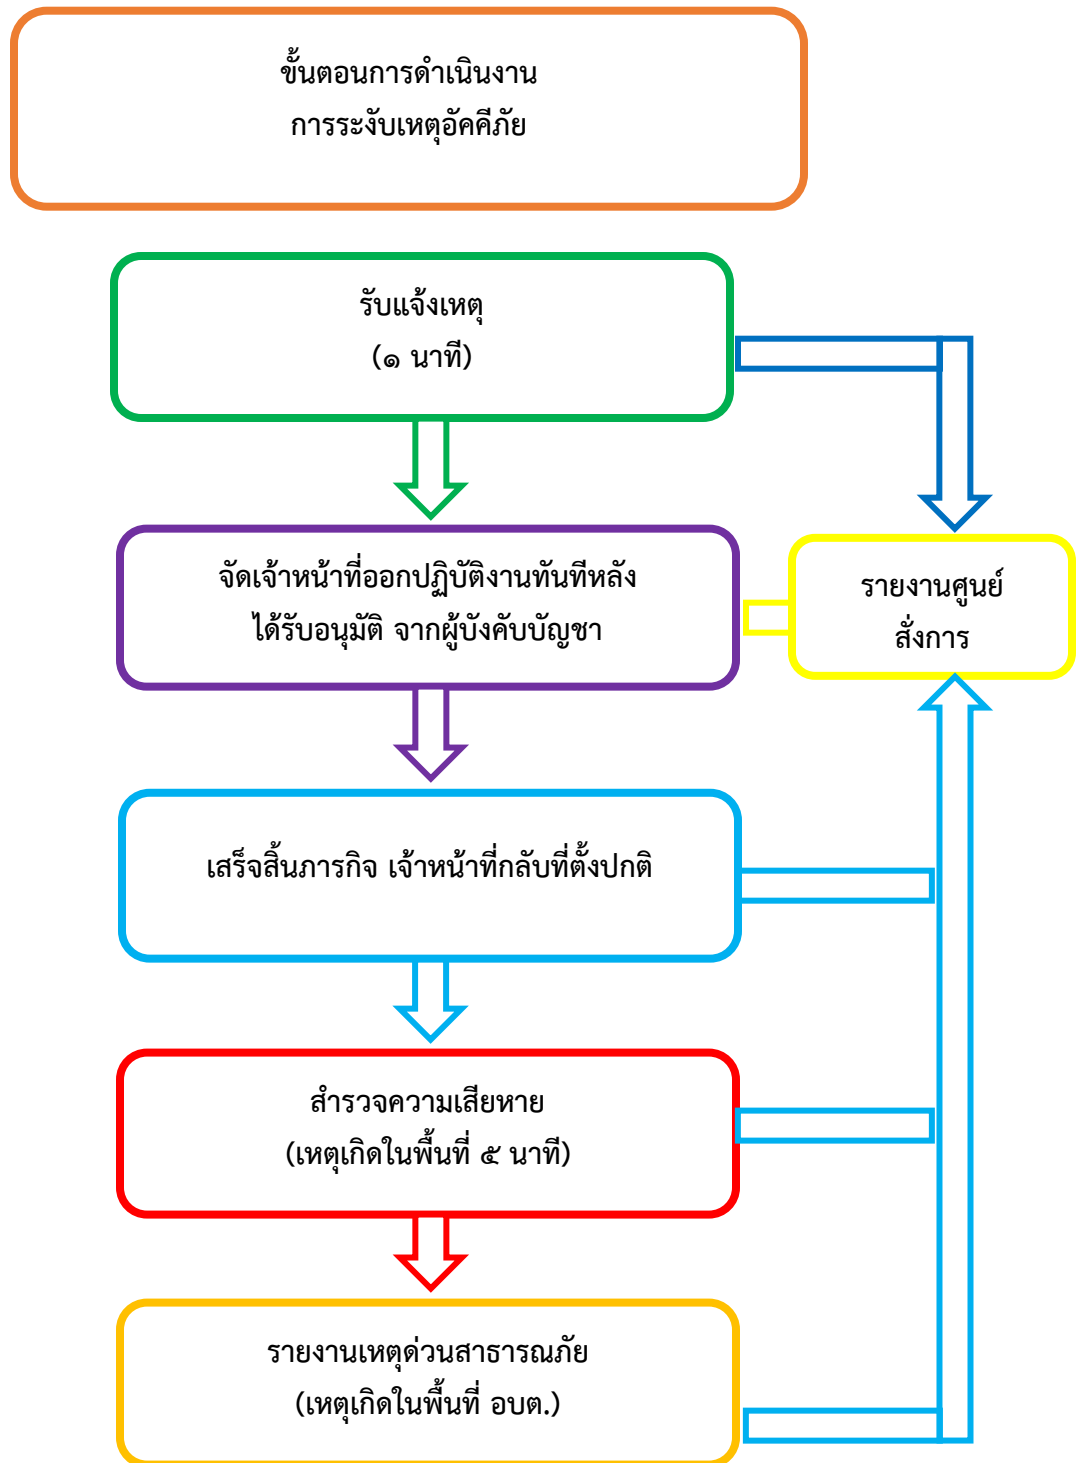 ขั้นตอนการดำเนินงาน
การระงับเหตุอัคคีภัย
รับแจ้งเหตุ
(๑ นาที)
จัดเจ้าหน้าที่ออกปฏิบัติงานทันทีหลัง
ได้รับอนุมัติ จากผู้บังคับบัญชา
รายงานศูนย์
สั่งการ
เสร็จสิ้นภารกิจ เจ้าหน้าที่กลับที่ตั้งปกติ
สำรวจความเสียหาย
(เหตุเกิดในพื้นที่ ๕ นาที)
รายงานเหตุด่วนสาธารณภัย
(เหตุเกิดในพื้นที่ อบต.)